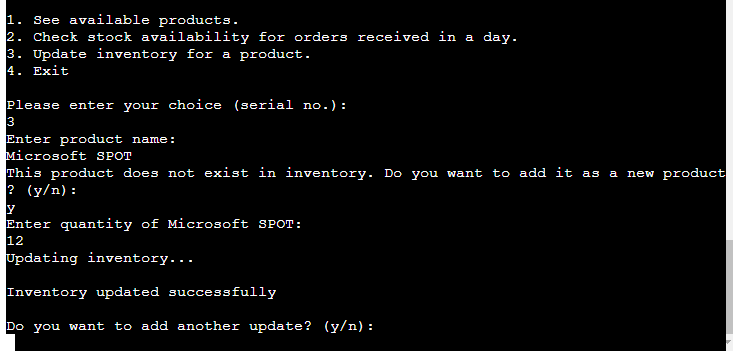 1. See available products.
2. Check stock availability for orders received in a day.
3. Update inventory for a product.
4. Exit
Please enter your choice (serial no.):
3
Enter product name:
Microsoft SPOT
This product does not exist in inventory. Do you want to add it as a new product
? (y/n):
y
Enter quantity of Microsoft SPOT:
12
Updating inventory...
Inventory updated successfully
Do you want to add another update? (y/n):